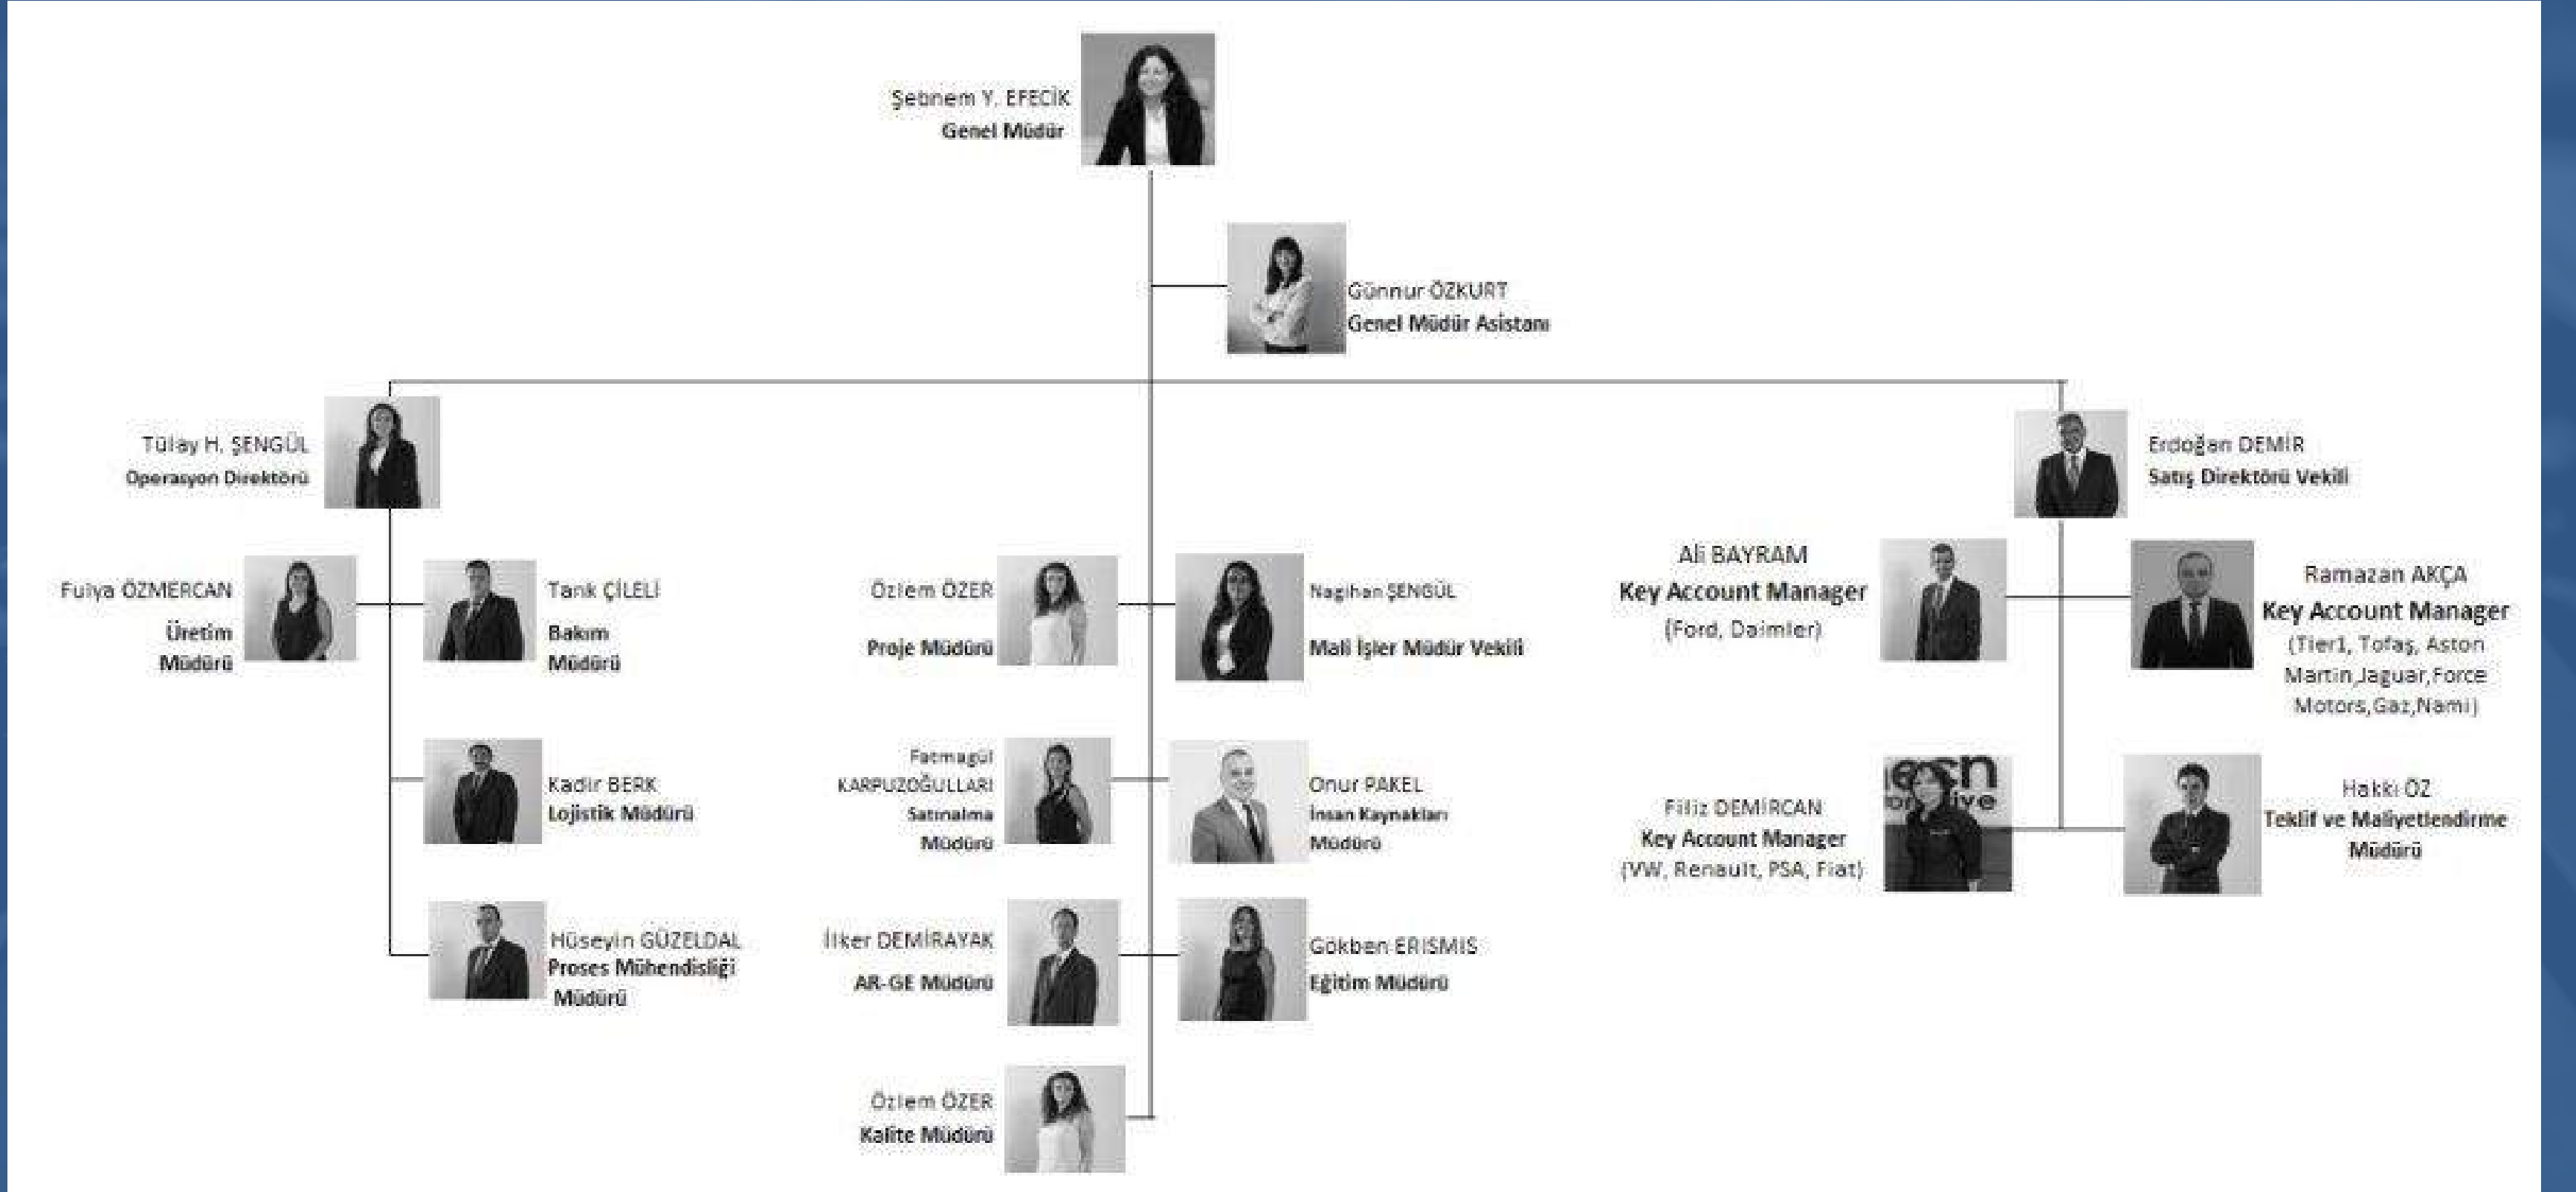 Şebnem Y. EFECİK
Genel Müdür
Günnur ÖZKURT
Genel Müdür Asistanı
Tülay H. ŞENGÜL
Operasyon Direktörü
Erdoğan DEMİR
Satış Direktörü Vekili
Fulya ÖZMERCAN
Üretim
Müdürü
Tarık ÇİLELİ
Bakım
Müdürü
Özlem ÖZER
Proje Müdürü
Nagihan ŞENGÜL
Mali İşler Müdür Vekili
Ali BAYRAM
Key Account Manager
(Ford, Daimler)
Ramazan AKÇA
Key Account Manager
(Tier1, Tofaş, Aston
Martin,Jaguar,Force
Motors,Gaz,Nami)
Kadir BERK
Lojistik Müdürü
Fatmagül
KARPUZOĞULLARI
Satınalma
Müdürü
Onur PAKEL
İnsan Kaynakları
Müdürü
Filiz DEMİRCAN
Key Account Manager
(VW, Renault, PSA, Fiat)
Hakkı ÖZ
Teklif ve Maliyetlendirme
Müdürü
Hüseyin GÜZELDAL
Proses Mühendisliği
Müdürü
İlker DEMİRAYAK
AR-GE Müdürü
Gökben ERISMIS
Eğitim Müdürü
Özlem ÖZER
Kalite Müdürü